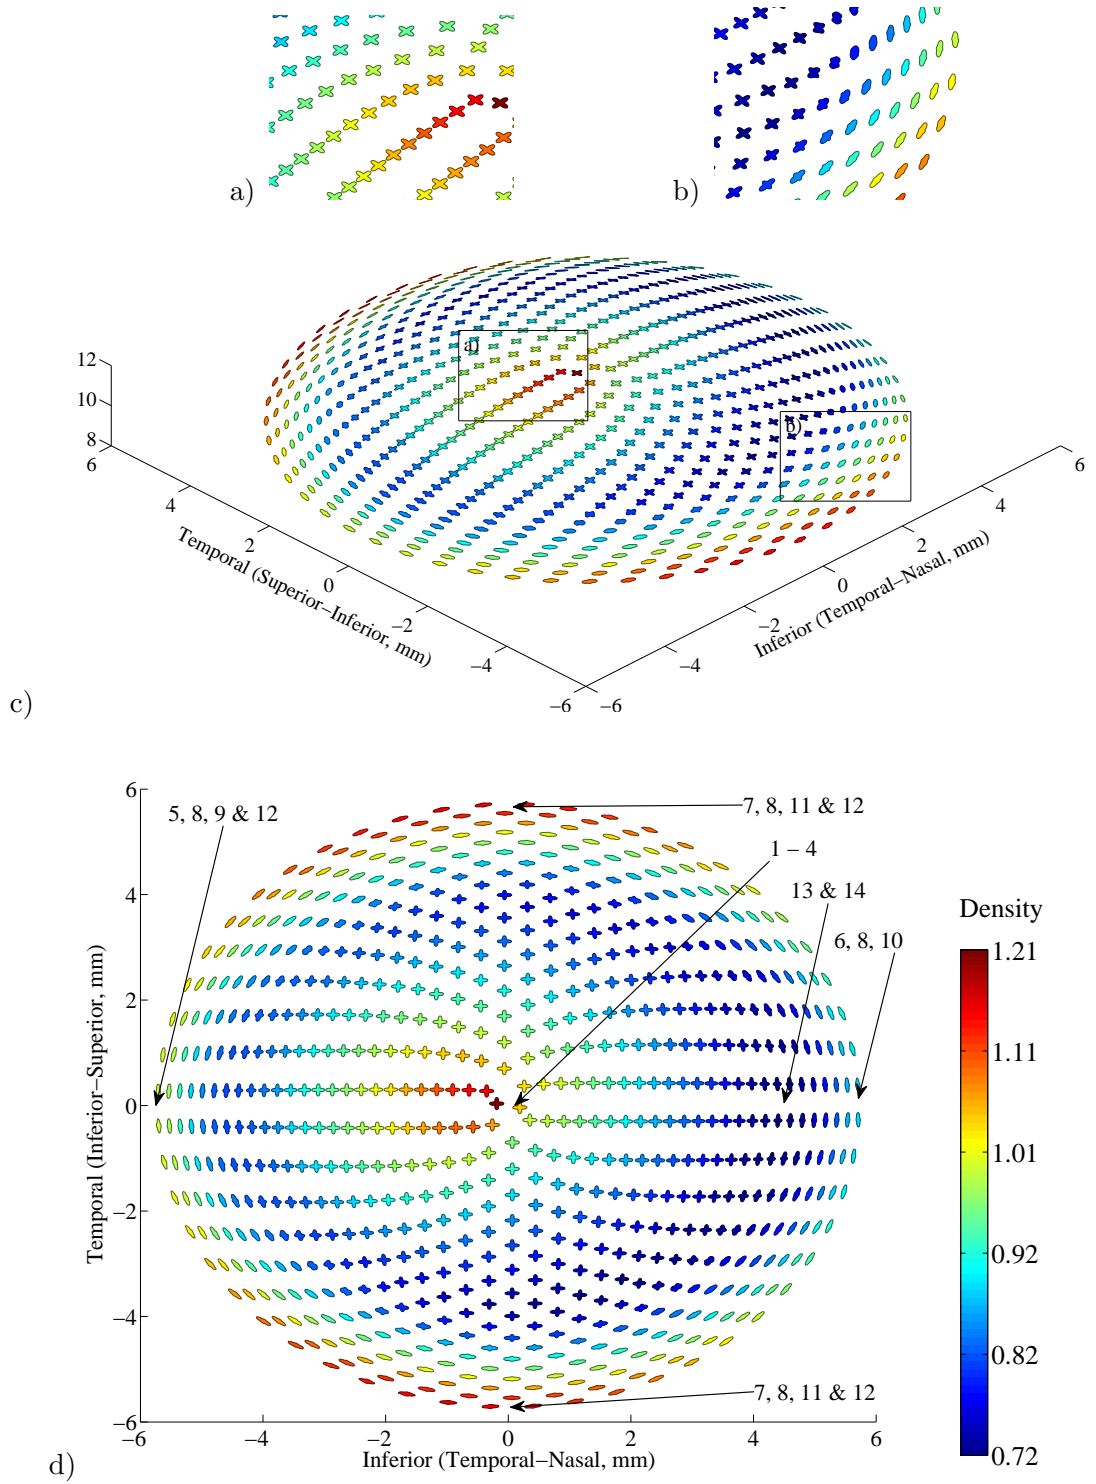 a)
b)
a)
b)
12
10
8
6
4
2
0
−2
−4
−6
Temporal (Superior−Inferior, mm)
−6
−4
−2
0
2
4
6
Inferior (Temporal−Nasal, mm)
c)
6
4
2
0
−2
−4
−6
Temporal (Inferior−Superior, mm)
5, 8, 9 & 12
7, 8, 11 & 12
1 – 4
13 & 14
6, 8, 10
7, 8, 11 & 12
−6
−4
−2
0
2
4
6
Inferior (Temporal−Nasal, mm)
Density
1.21
1.11
1.01
0.92
0.82
0.72
d)